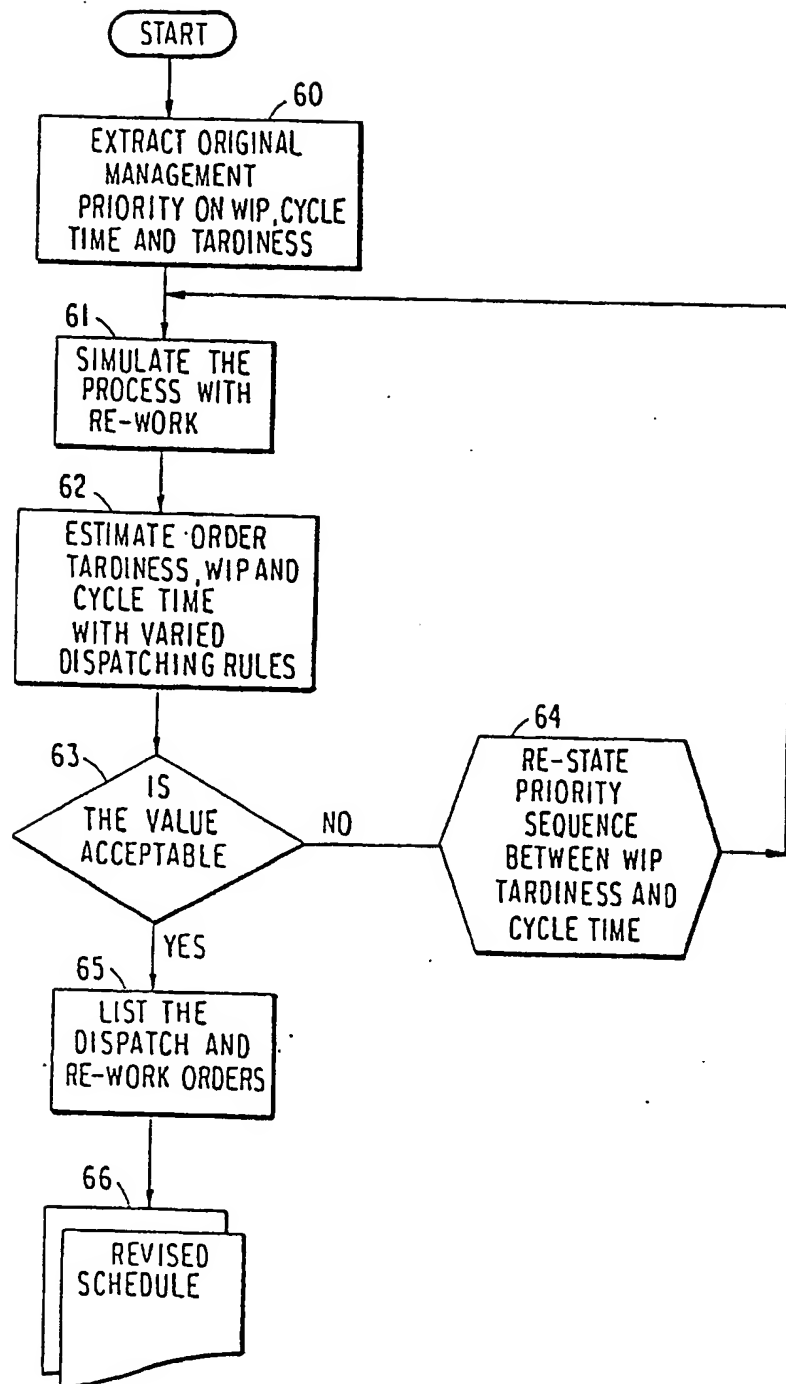 START
60
EXTRACT ORIGINAL
MANAGEMENT
PRIORITY ON WIP, CYCLE
TIME AND TARDINESS
61
SIMULATE THE
PROCESS WITH
RE-WORK
62
ESTIMATE ORDER
TARDINESS, WIP AND
CYCLE TIME
WITH VARIED
DISPATCHING RULES
63
IS
THE VALUE
ACCEPTABLE
NO
64
RE-STATE
PRIORITY
SEQUENCE
BETWEEN WIP
TARDINESS AND
CYCLE TIME
YES
65
LIST THE
DISPATCH AND
RE-WORK ORDERS
66
REVISED
SCHEDULE